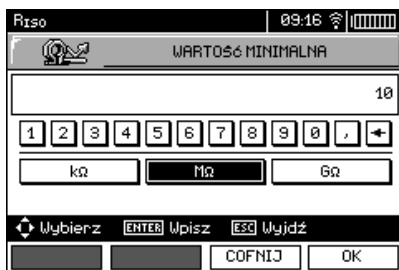 RISO 09:16
WARTOŚĆ MINIMALNA
10
1 2 3 4 5 6 7 8 9 0 , ←
kΩ MΩ GΩ
Wybierz ENTER Wpisz ESC Wyjdź
COFNIJ OK